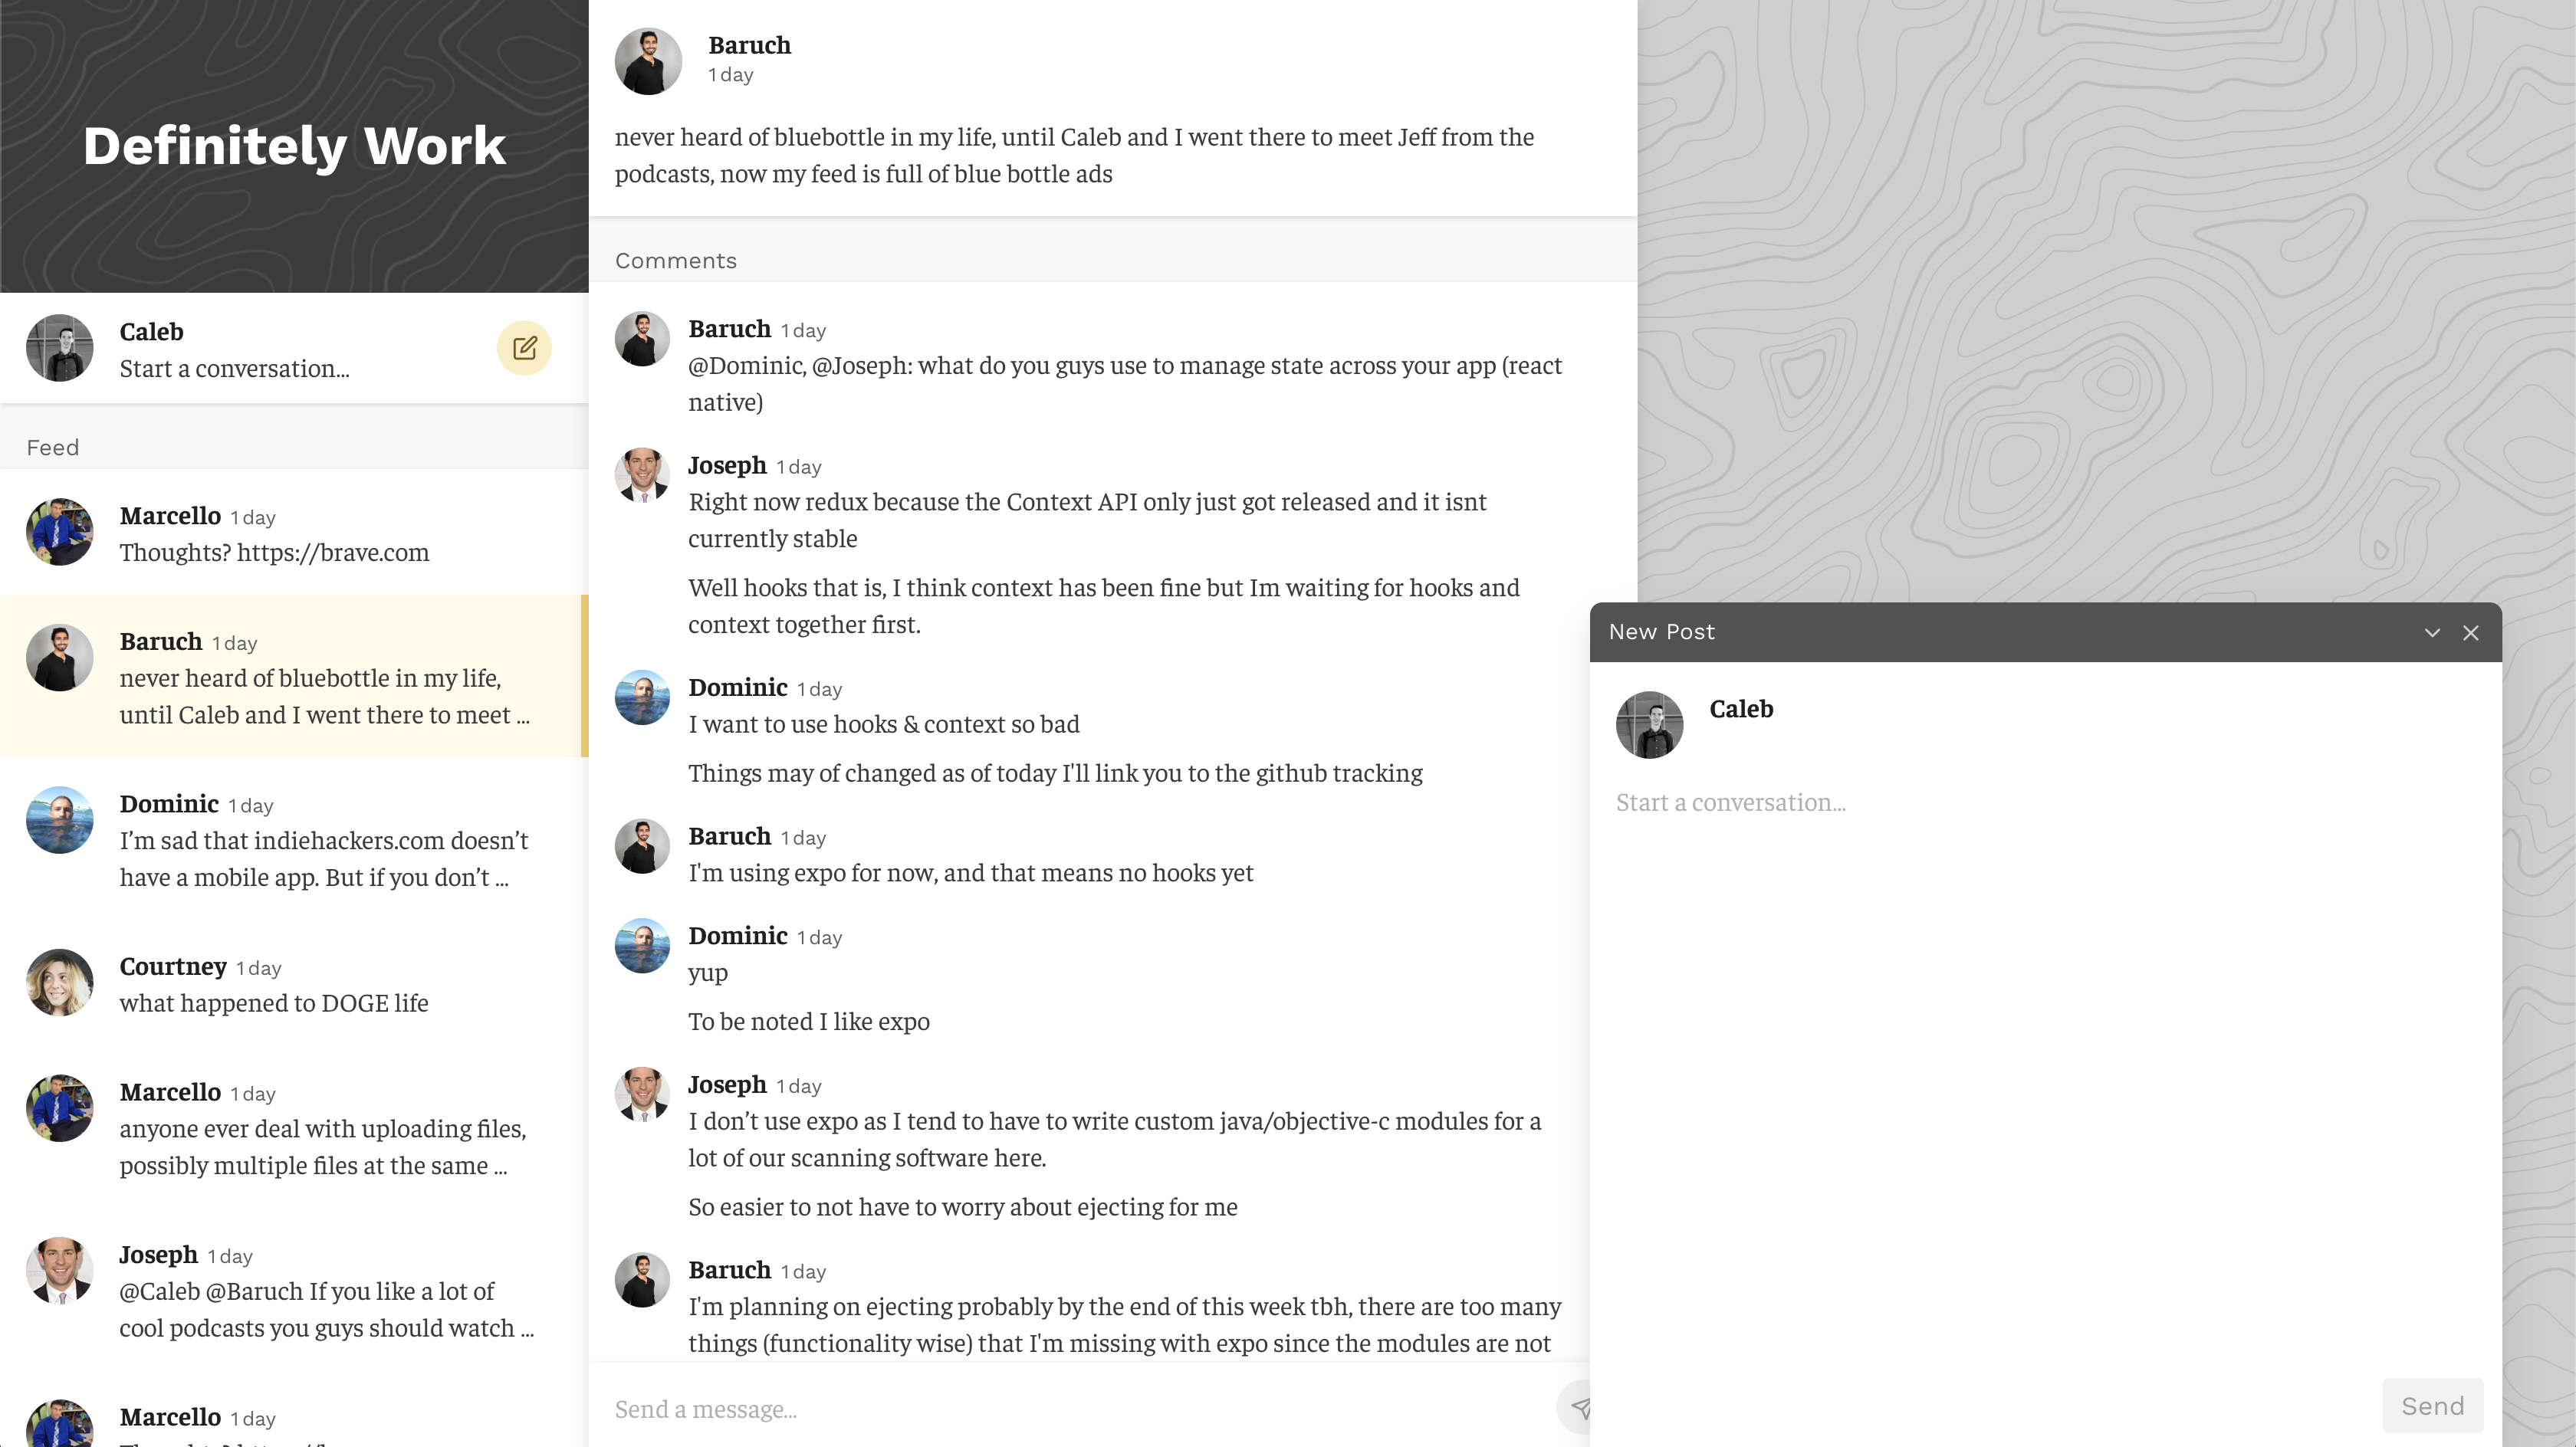 Definitely Work
Caleb
Start a conversation...
Feed
Marcello 1 day
Thoughts? https://brave.com
Baruch 1 day
never heard of bluebottle in my life,
until Caleb and I went there to meet ...
Dominic 1 day
I’m sad that indiehackers.com doesn’t
have a mobile app. But if you don’t ...
Courtney 1 day
what happened to DOGE life
Marcello 1 day
anyone ever deal with uploading files,
possibly multiple files at the same ...
Joseph 1 day
@Caleb @Baruch If you like a lot of
cool podcasts you guys should watch ...
Marcello 1 day
Baruch
1 day
never heard of bluebottle in my life, until Caleb and I went there to meet Jeff from the
podcasts, now my feed is full of blue bottle ads
Comments
Baruch 1 day
@Dominic, @Joseph: what do you guys use to manage state across your app (react
native)
Joseph 1 day
Right now redux because the Context API only just got released and it isnt
currently stable
Well hooks that is, I think context has been fine but Im waiting for hooks and
context together first.
Dominic 1 day
I want to use hooks & context so bad
Things may of changed as of today I'll link you to the github tracking
Baruch 1 day
I'm using expo for now, and that means no hooks yet
Dominic 1 day
yup
To be noted I like expo
Joseph 1 day
I don’t use expo as I tend to have to write custom java/objective-c modules for a
lot of our scanning software here.
So easier to not have to worry about ejecting for me
Baruch 1 day
I'm planning on ejecting probably by the end of this week tbh, there are too many
things (functionality wise) that I'm missing with expo since the modules are not
Send a message...
New Post
Caleb
Start a conversation...
Send